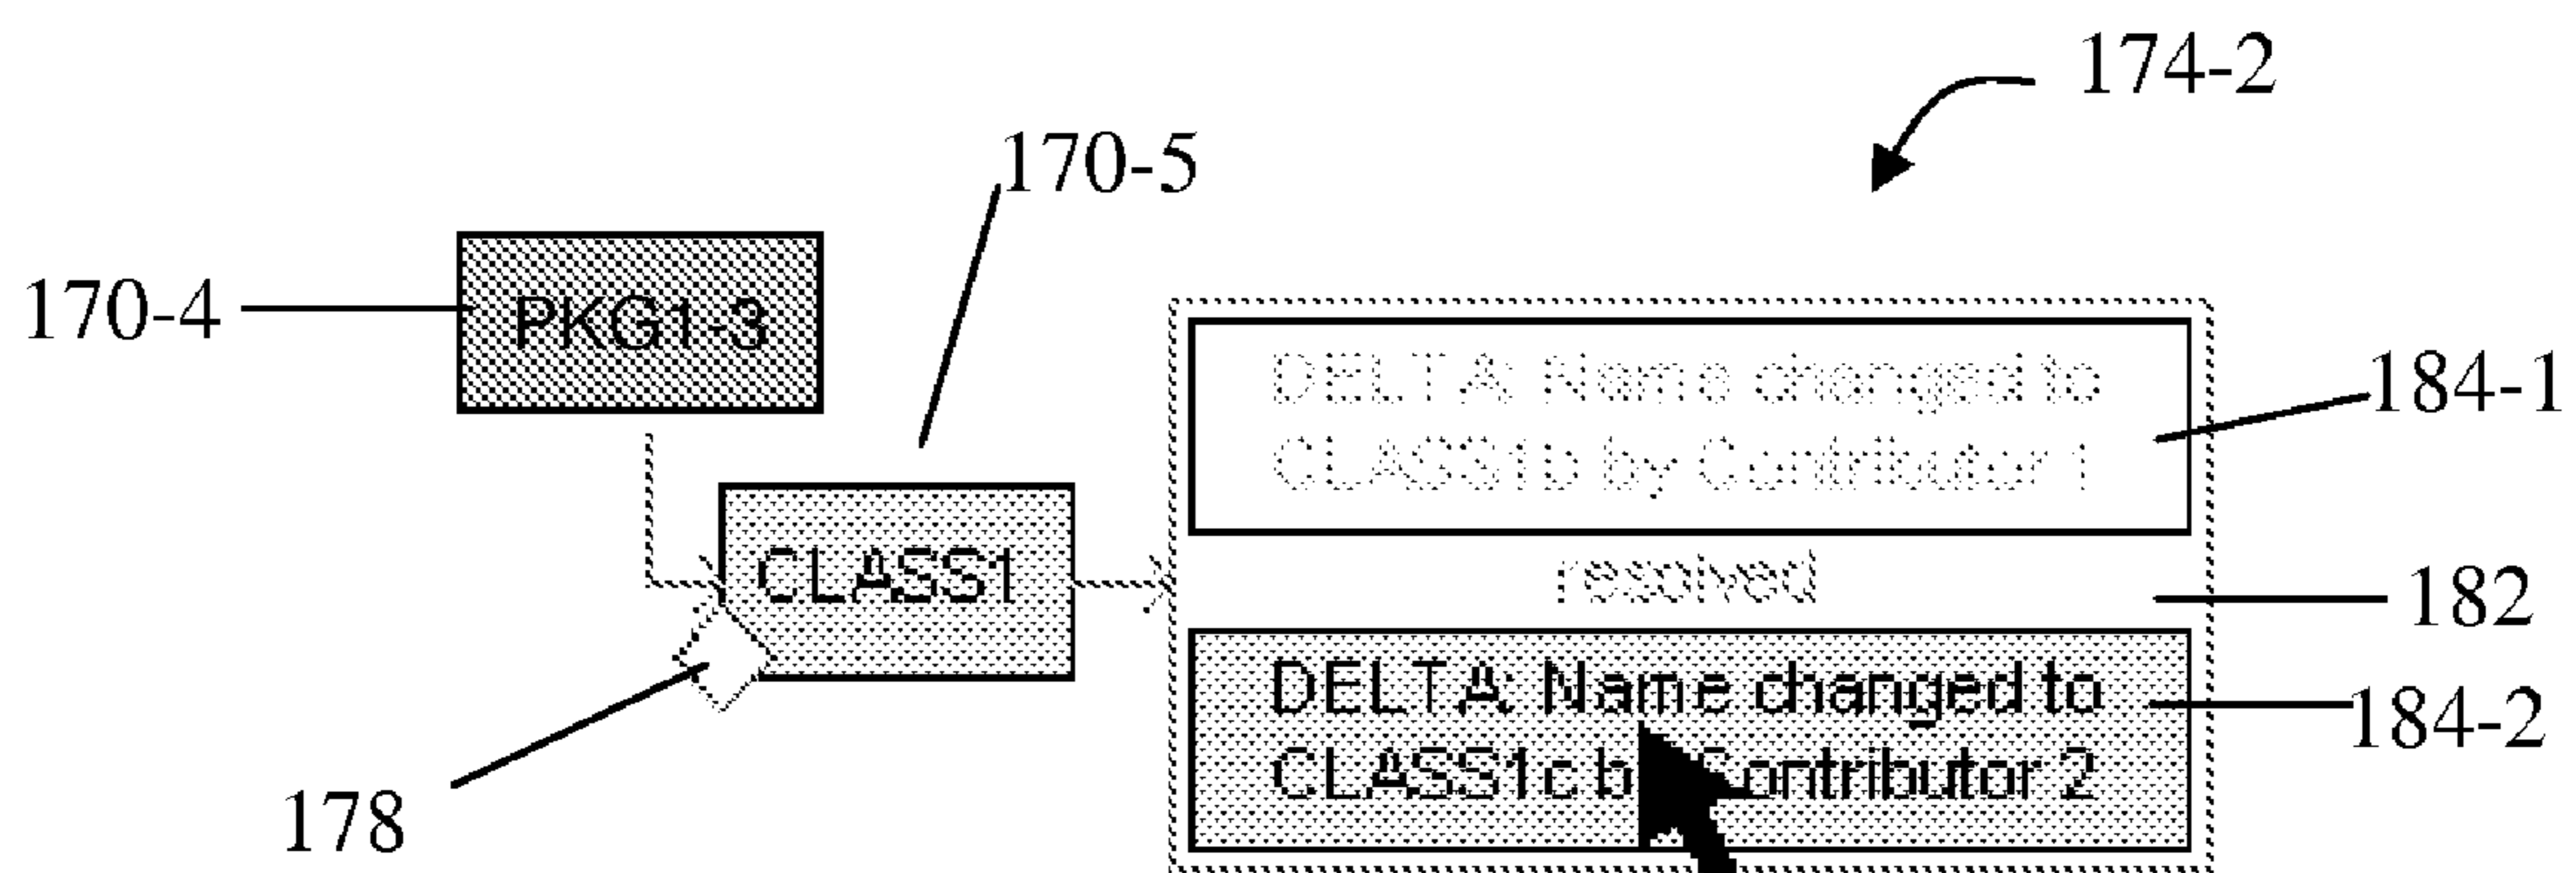 174-2
170-5
170-4
PKG1-3
DELTA: Name changed to
CLASS1b by Contributor 1
184-1
CLASS1
resolved
182
DELTA: Name changed to
CLASS1c by Contributor 2
184-2
178